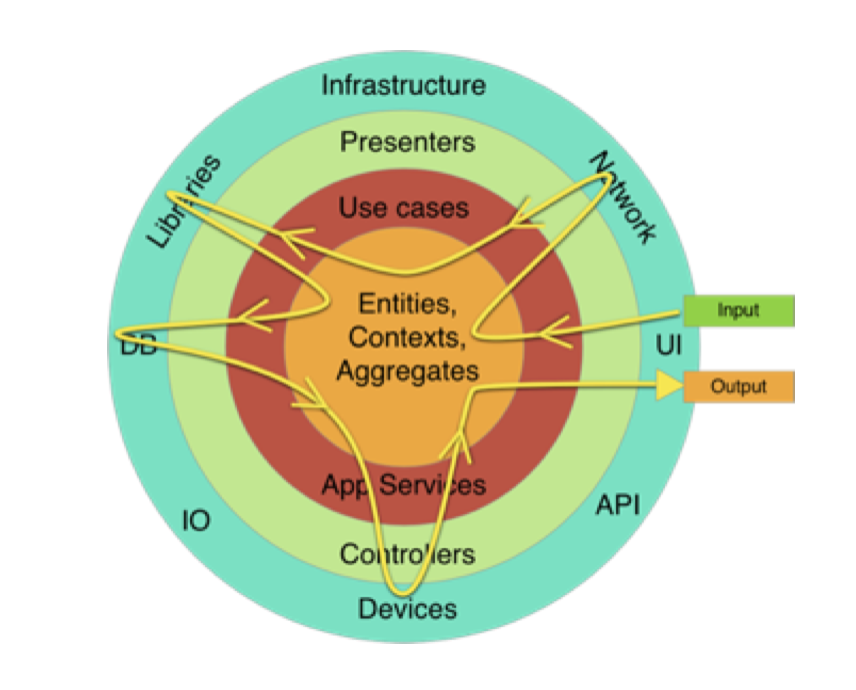 Infrastructure
Presenters
Libraries
Network
Use cases
Entities,
Contexts,
Aggregates
Input
DB
UI
Output
App Services
IO
API
Controllers
Devices